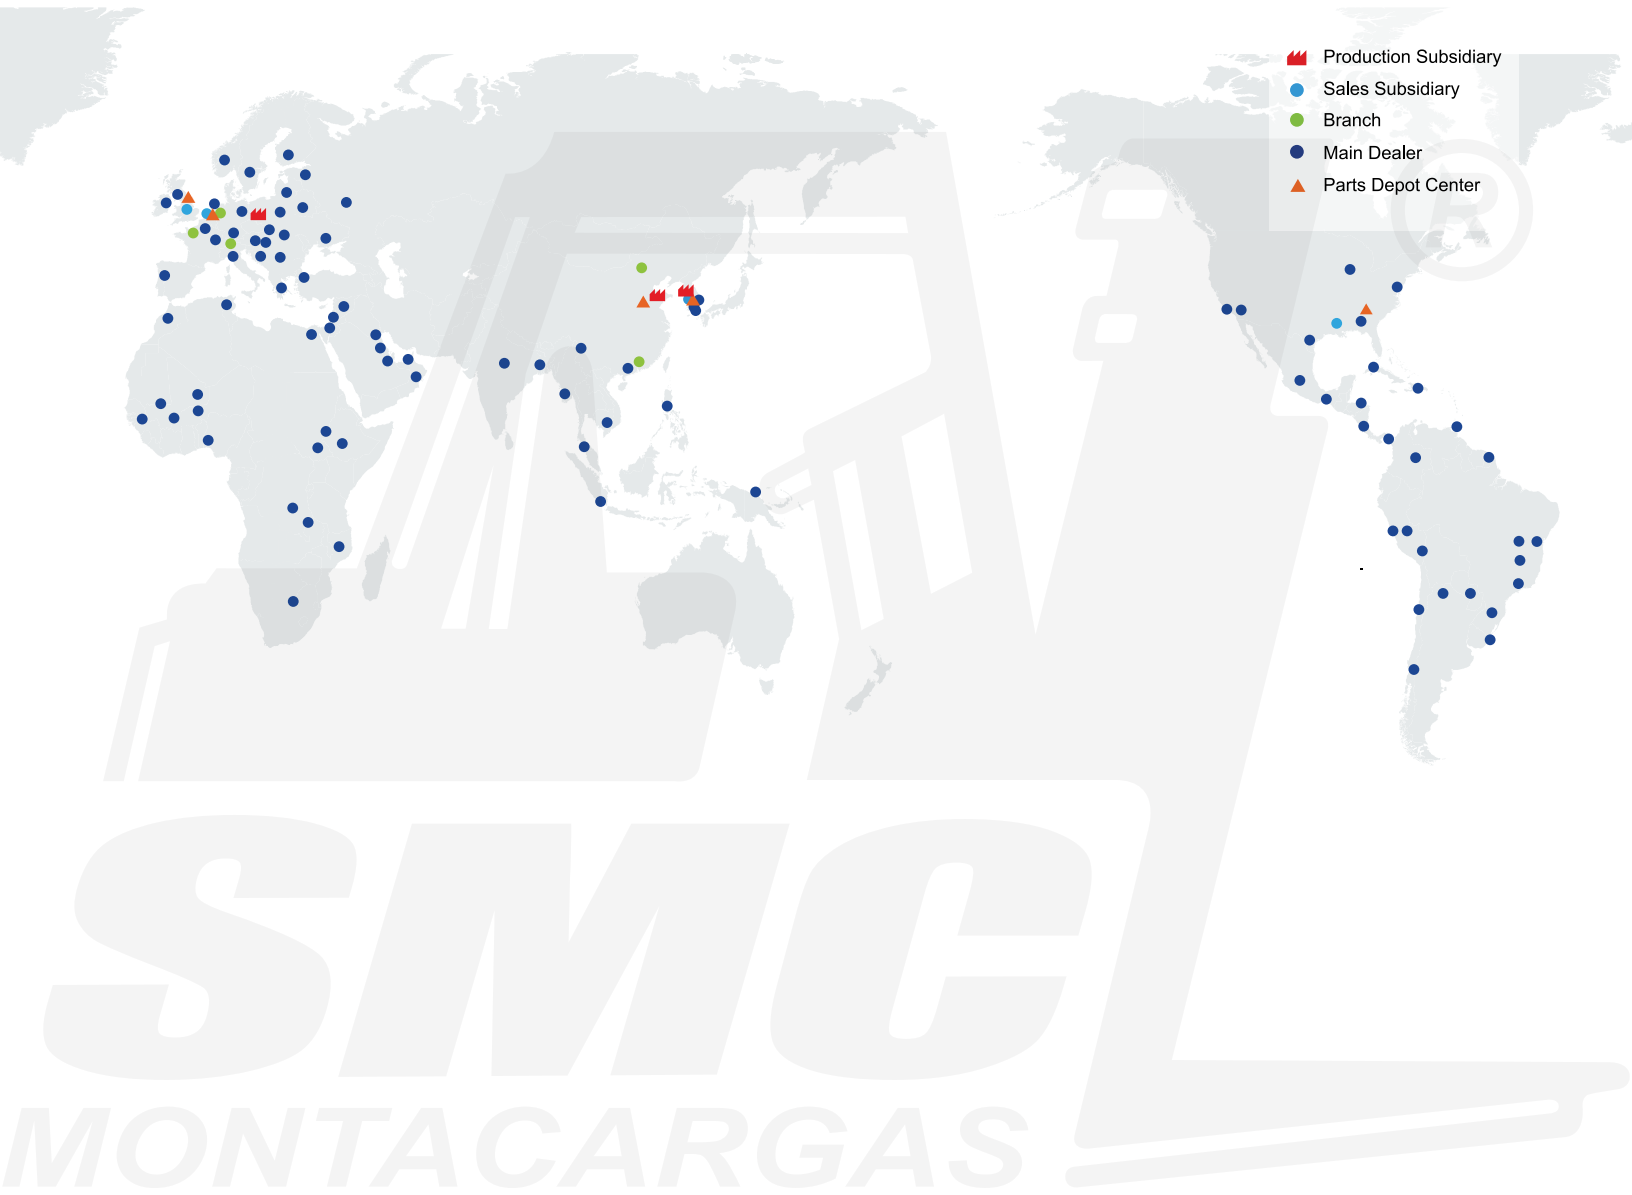 Production Subsidiary
Sales Subsidiary
Branch
Main Dealer
Parts Depot Center
®
SMC
MONTACARGAS